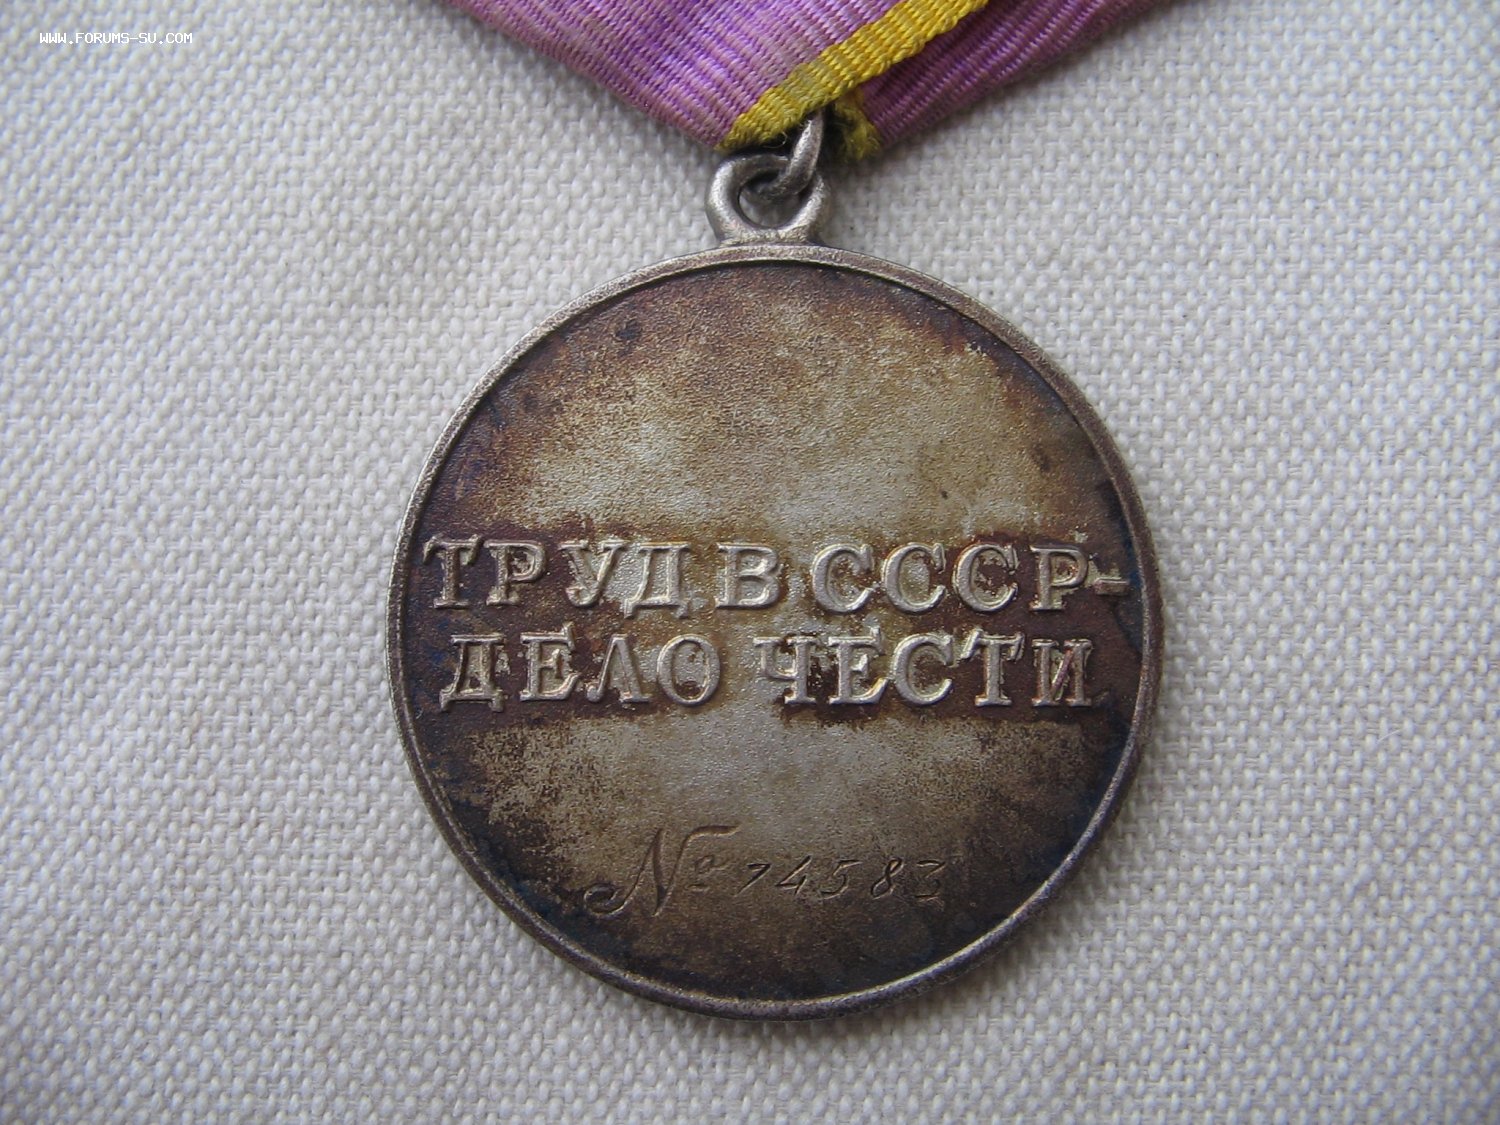 WWW.FORUMS-SU.COM
ТРУД В СССР-
ДЕЛО ЧЕСТИ
№ 74583